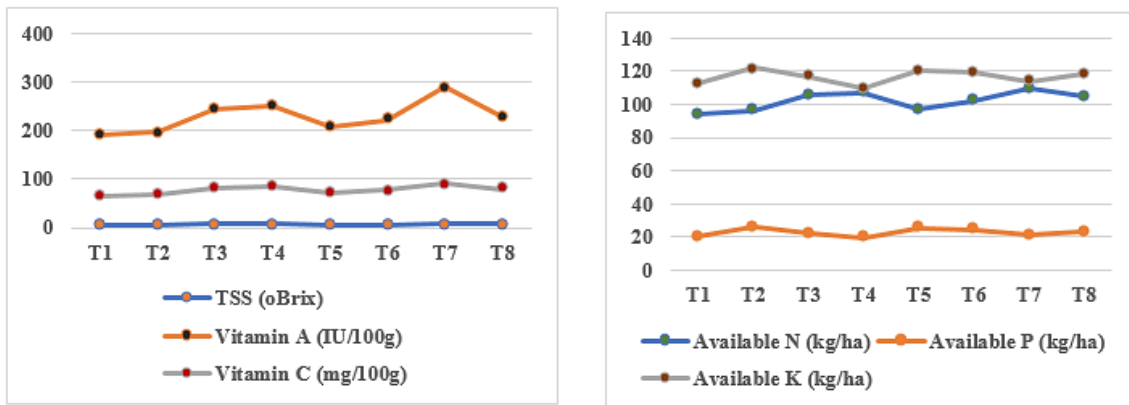 400
300
200
100
0
T1 T2 T3 T4 T5 T6 T7 T8
TSS (oBrix)
Vitamin A (IU/100g)
Vitamin C (mg/100g)
140
120
100
80
60
40
20
0
T1 T2 T3 T4 T5 T6 T7 T8
Available N (kg/ha) Available P (kg/ha)
Available K (kg/ha)